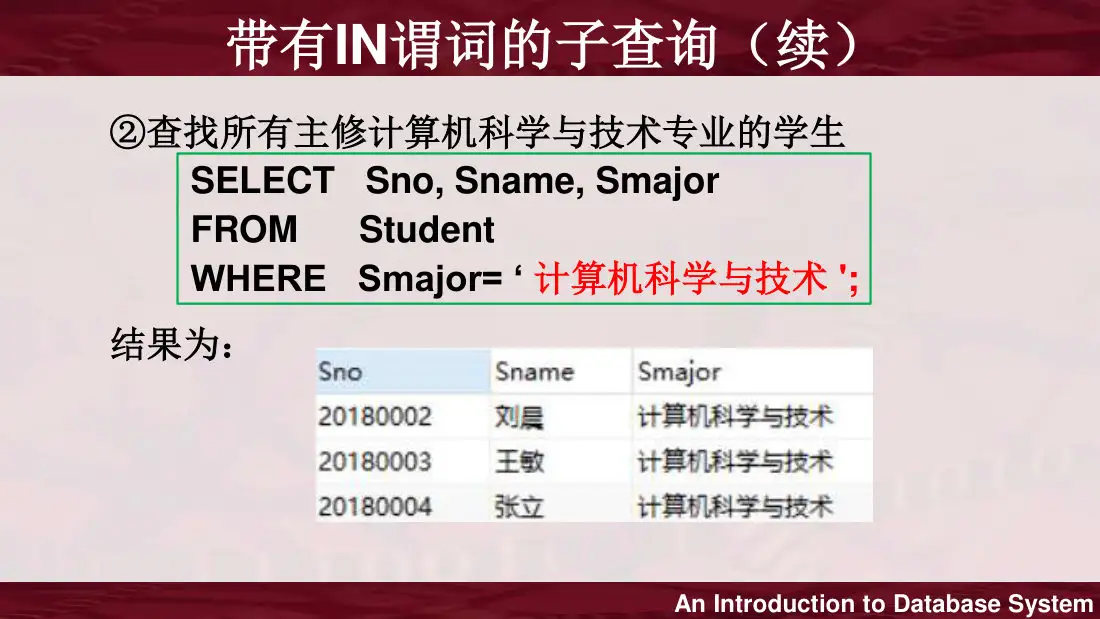 带有IN谓词的子查询（续）
②查找所有主修计算机科学与技术专业的学生
SELECT Sno, Sname, Smajor
FROM Student
WHERE Smajor= ‘ 计算机科学与技术 ';
结果为：
Sno Sname Smajor
20180002 刘晨 计算机科学与技术
20180003 王敏 计算机科学与技术
20180004 张立 计算机科学与技术
An Introduction to Database System